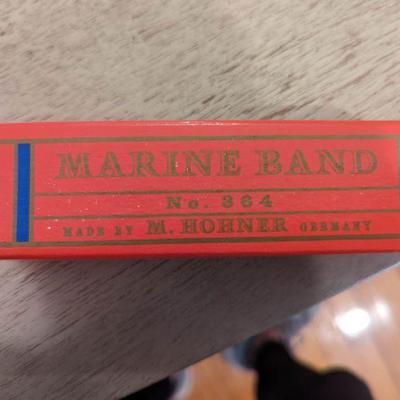 MARINE BAND
No. 364
MADE BY M. HOHNER GERMANY